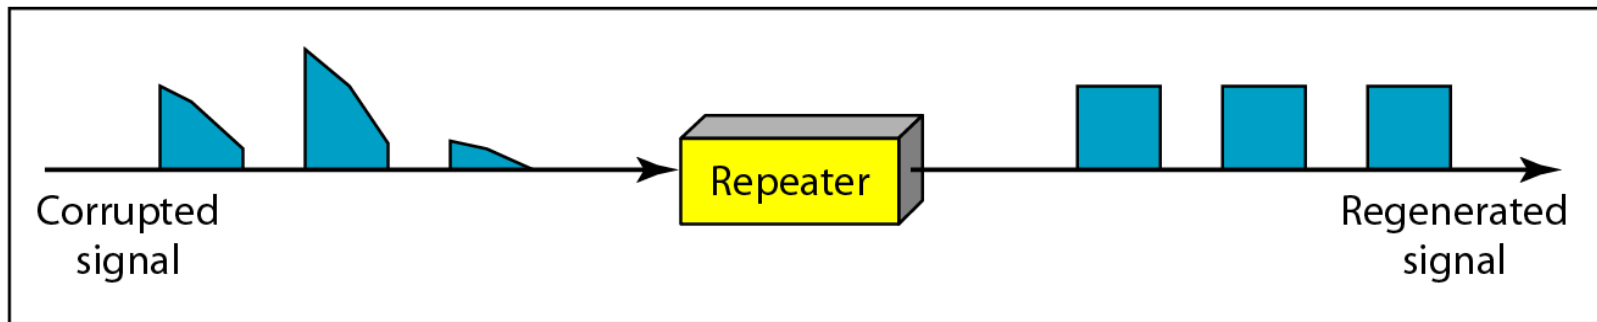 Repeater
Corrupted
signal
Regenerated
signal